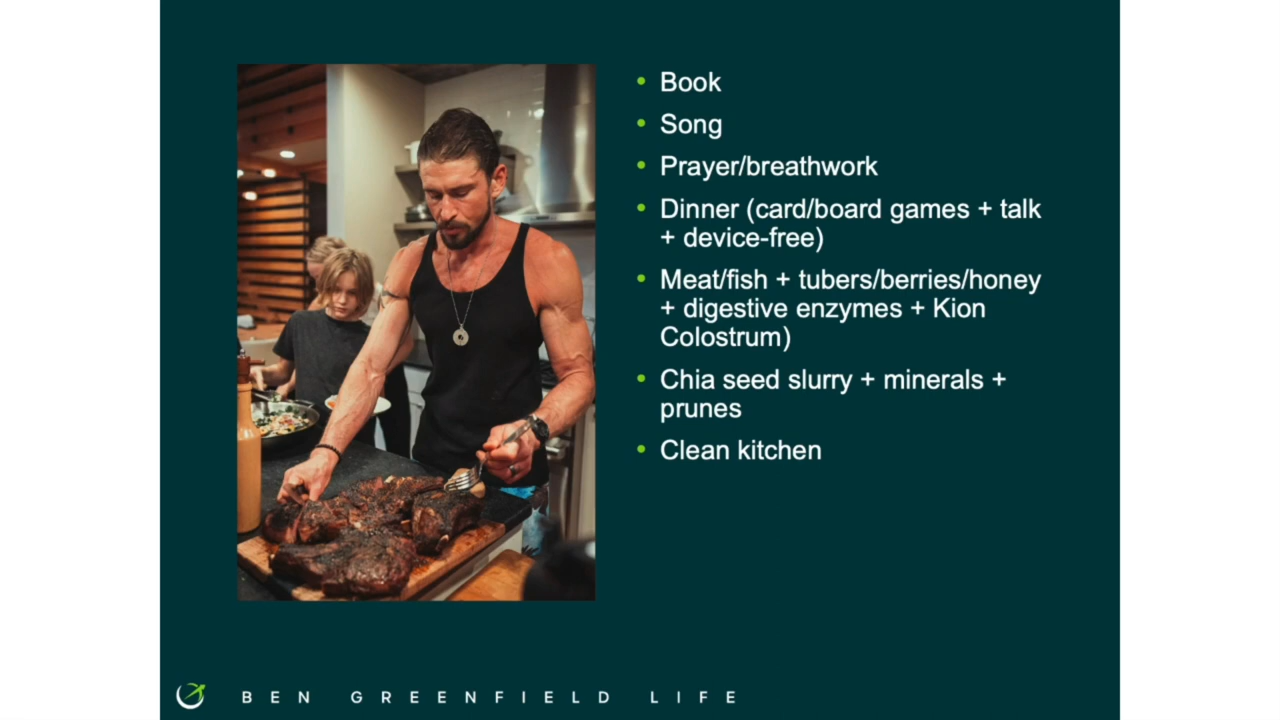 • Book
• Song
• Prayer/breathwork
• Dinner (card/board games + talk
+ device-free)
• Meat/fish + tubers/berries/honey
+ digestive enzymes + Kion
Colostrum)
• Chia seed slurry + minerals +
prunes
• Clean kitchen
BEN GREENFIELD LIFE